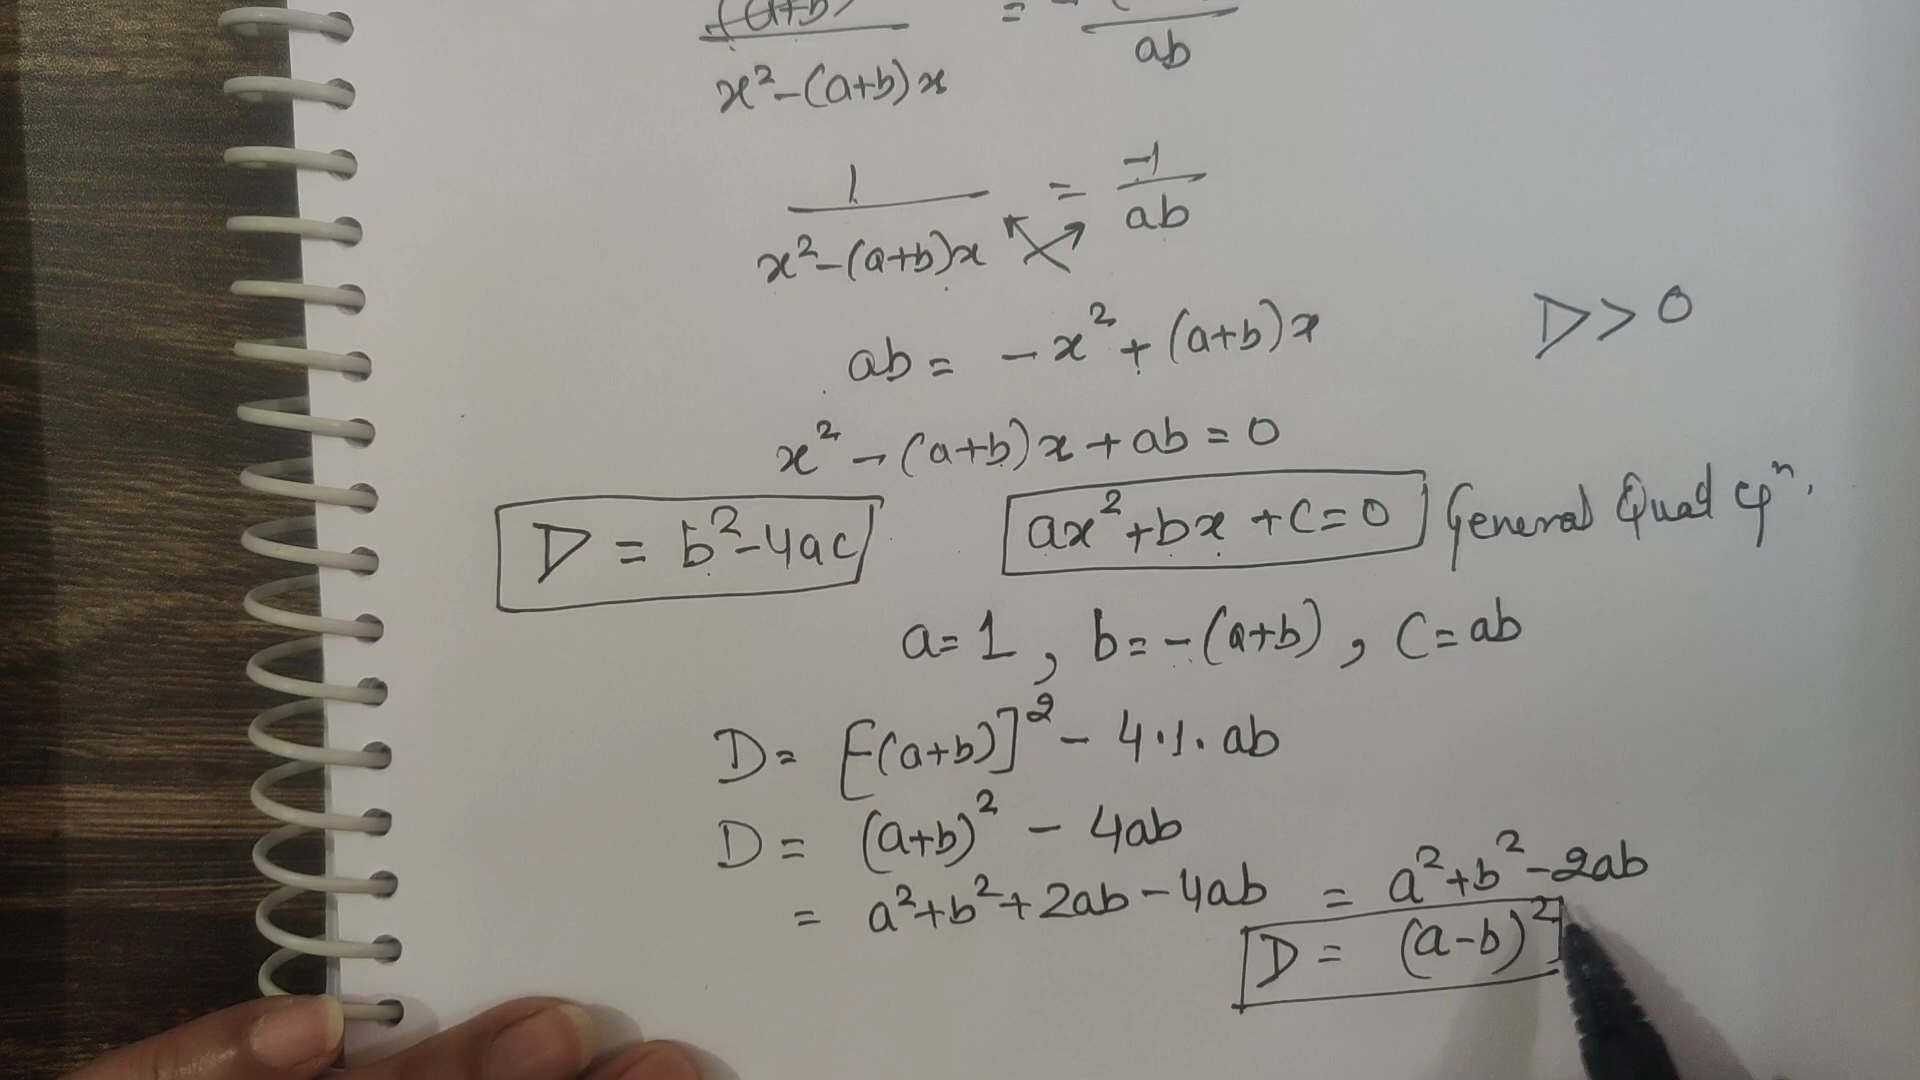 (a+b) / x²-(a+b)x = - / ab
1 / x²-(a+b)x = -1 / ab
ab = -x² + (a+b)x
D > 0
x² - (a+b)x + ab = 0
D = b²-4ac
ax²+bx+c=0 General Quad eqⁿ.
a=1, b=-(a+b), c=ab
D = [-(a+b)]² - 4·1·ab
D = (a+b)² - 4ab
= a²+b²+2ab-4ab = a²+b²-2ab
D = (a-b)²